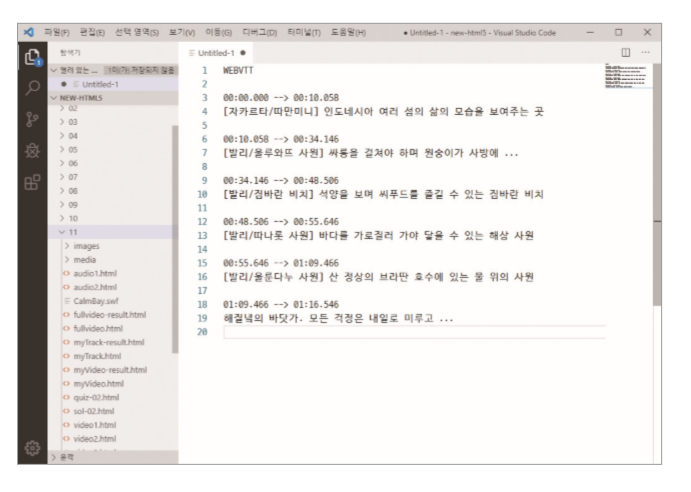 파일(F) 편집(E) 선택 영역(S) 보기(V) 이동(G) 디버그(D) 터미널(T) 도움말(H) ● Untitled-1 - new-html5 - Visual Studio Code
탐색기
열려 있는 ... 1이(가) 저장되지 않음
● Untitled-1
NEW-HTML5
> 02
> 03
> 04
> 05
> 06
> 07
> 08
> 09
> 10
11
> images
> media
audio1.html
audio2.html
CalmBay.swf
fullvideo-result.html
fullvideo.html
myTrack-result.html
myTrack.html
myVideo-result.html
myVideo.html
quiz-02.html
sol-02.html
video1.html
video2.html
> 윤곽
Untitled-1 ●
1 WEBVTT
2
3 00:00.000 --> 00:10.058
4 [자카르타/따만미니] 인도네시아 여러 섬의 삶의 모습을 보여주는 곳
5
6 00:10.058 --> 00:34.146
7 [발리/울루와뜨 사원] 싸롱을 걸쳐야 하며 원숭이가 사방에 ...
8
9 00:34.146 --> 00:48.506
10 [발리/짐바란 비치] 석양을 보며 씨푸드를 즐길 수 있는 짐바란 비치
11
12 00:48.506 --> 00:55.646
13 [발리/따나롯 사원] 바다를 가로질러 가야 닿을 수 있는 해상 사원
14
15 00:55.646 --> 01:09.466
16 [발리/울룬다누 사원] 산 정상의 브라딴 호수에 있는 물 위의 사원
17
18 01:09.466 --> 01:16.546
19 해질녘의 바닷가. 모든 걱정은 내일로 미루고 ...
20